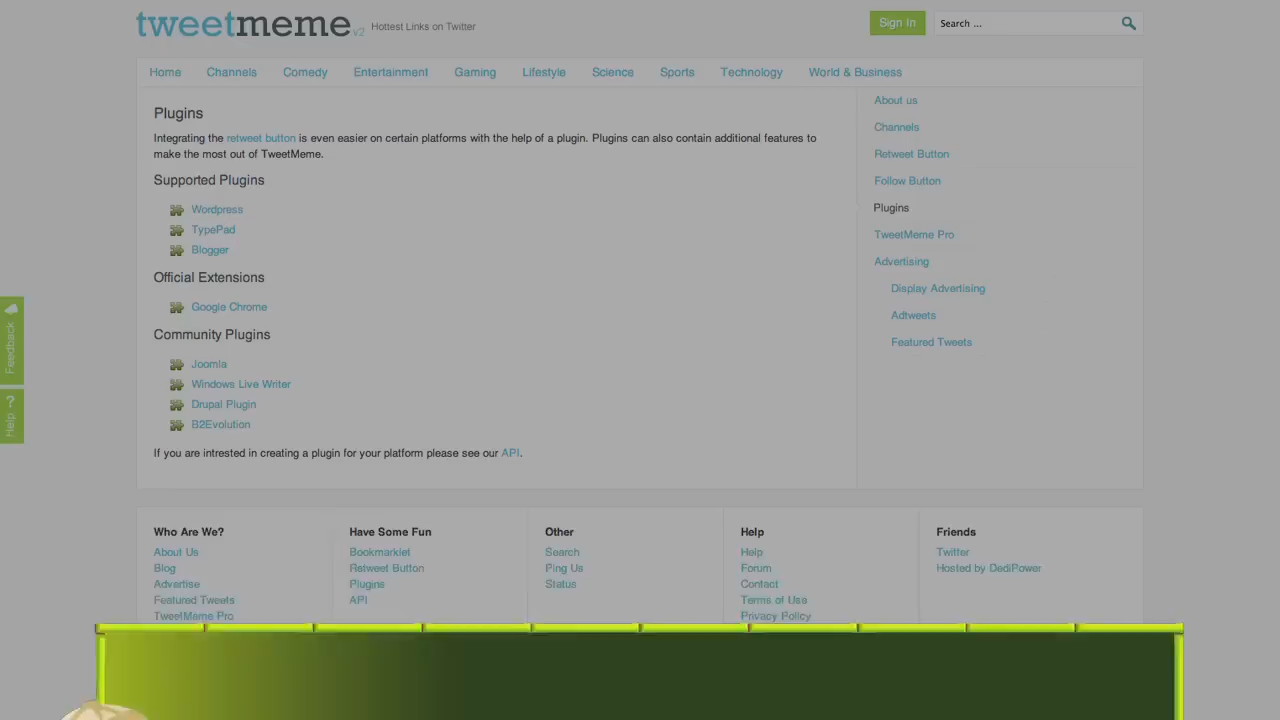 tweetmeme v2 Hottest Links on Twitter
Sign In
Search ...
Home Channels Comedy Entertainment Gaming Lifestyle Science Sports Technology World & Business
Plugins
Integrating the retweet button is even easier on certain platforms with the help of a plugin. Plugins can also contain additional features to
make the most out of TweetMeme.
Supported Plugins
Wordpress
TypePad
Blogger
Official Extensions
Google Chrome
Community Plugins
Joomla
Windows Live Writer
Drupal Plugin
B2Evolution
If you are intrested in creating a plugin for your platform please see our API.
About us
Channels
Retweet Button
Follow Button
Plugins
TweetMeme Pro
Advertising
Display Advertising
Adtweets
Featured Tweets
Feedback
Help ?
Who Are We?
About Us
Blog
Advertise
Featured Tweets
TweetMeme Pro
Have Some Fun
Bookmarklet
Retweet Button
Plugins
API
Other
Search
Ping Us
Status
Help
Help
Forum
Contact
Terms of Use
Privacy Policy
Friends
Twitter
Hosted by DediPower